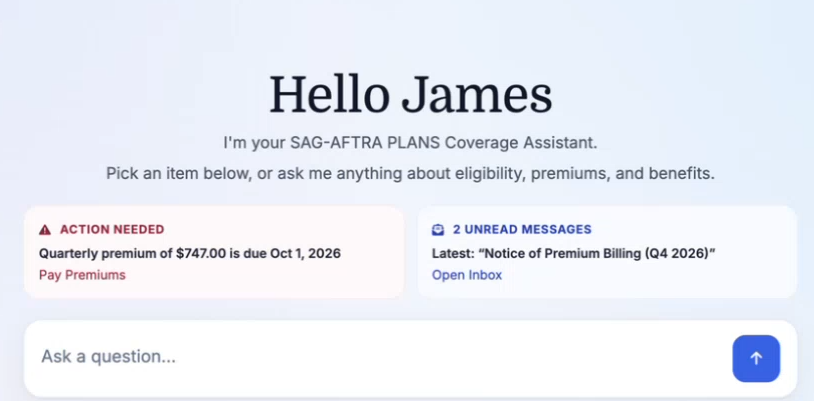 Hello James
I'm your SAG-AFTRA PLANS Coverage Assistant.
Pick an item below, or ask me anything about eligibility, premiums, and benefits.
ACTION NEEDED
Quarterly premium of $747.00 is due Oct 1, 2026
Pay Premiums
2 UNREAD MESSAGES
Latest: “Notice of Premium Billing (Q4 2026)”
Open Inbox
Ask a question...